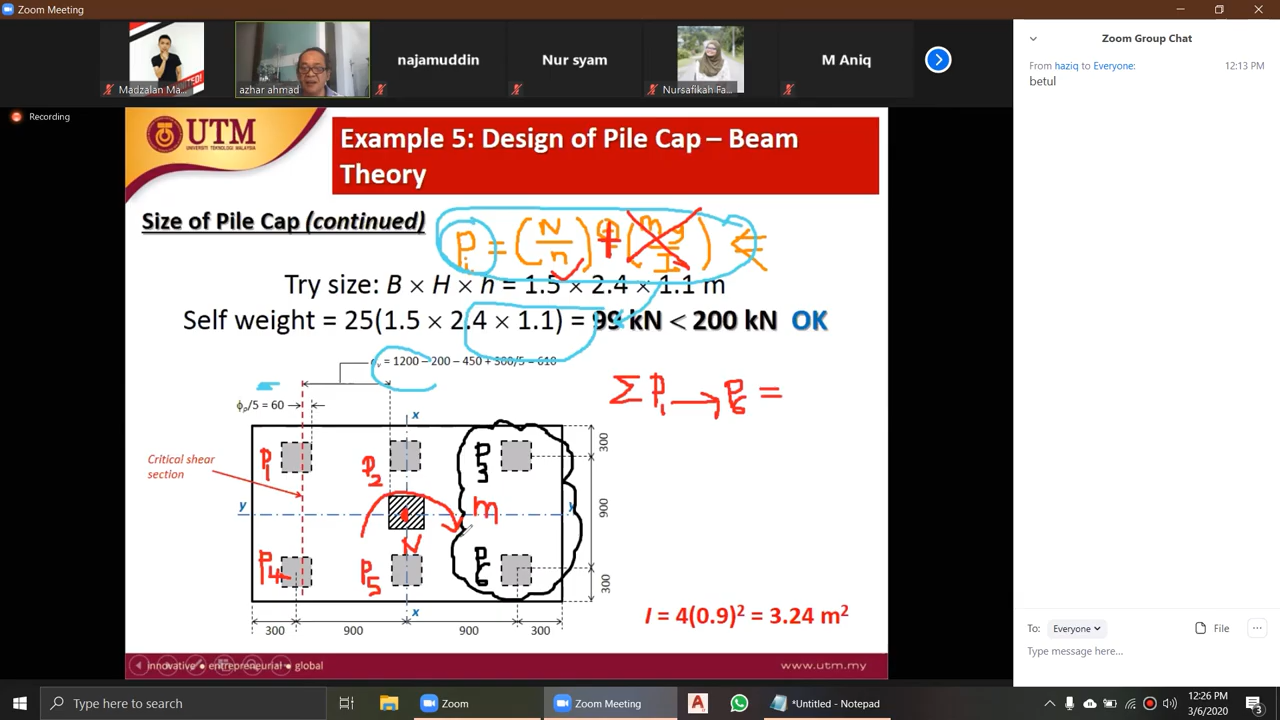 Zoom Meeting
Madzalan Ma...
azhar ahmad
najamuddin
Nur syam
Nursafikah Fa...
M Aniq
Recording
Zoom Group Chat
From haziq to Everyone:
12:13 PM
betul
UTM
UNIVERSITI TEKNOLOGI MALAYSIA
Example 5: Design of Pile Cap – Beam
Theory
Size of Pile Cap (continued)
Try size: B × H × h = 1.5 × 2.4 × 1.1 m
Self weight = 25(1.5 × 2.4 × 1.1) = 99 kN < 200 kN OK
= 1200 – 200 – 450 + 300/5 = 610
ϕp/5 = 60
x
Σ P1 → P6 =
300
Critical shear
section
P1
P2
P3
y
m
y
900
N
P4
P5
P6
300
x
300
900
900
300
I = 4(0.9)² = 3.24 m²
innovative ● entrepreneurial ● global
www.utm.my
To:
Everyone
File
Type message here...
Type here to search
Zoom
Zoom Meeting
*Untitled - Notepad
12:26 PM
3/6/2020
3